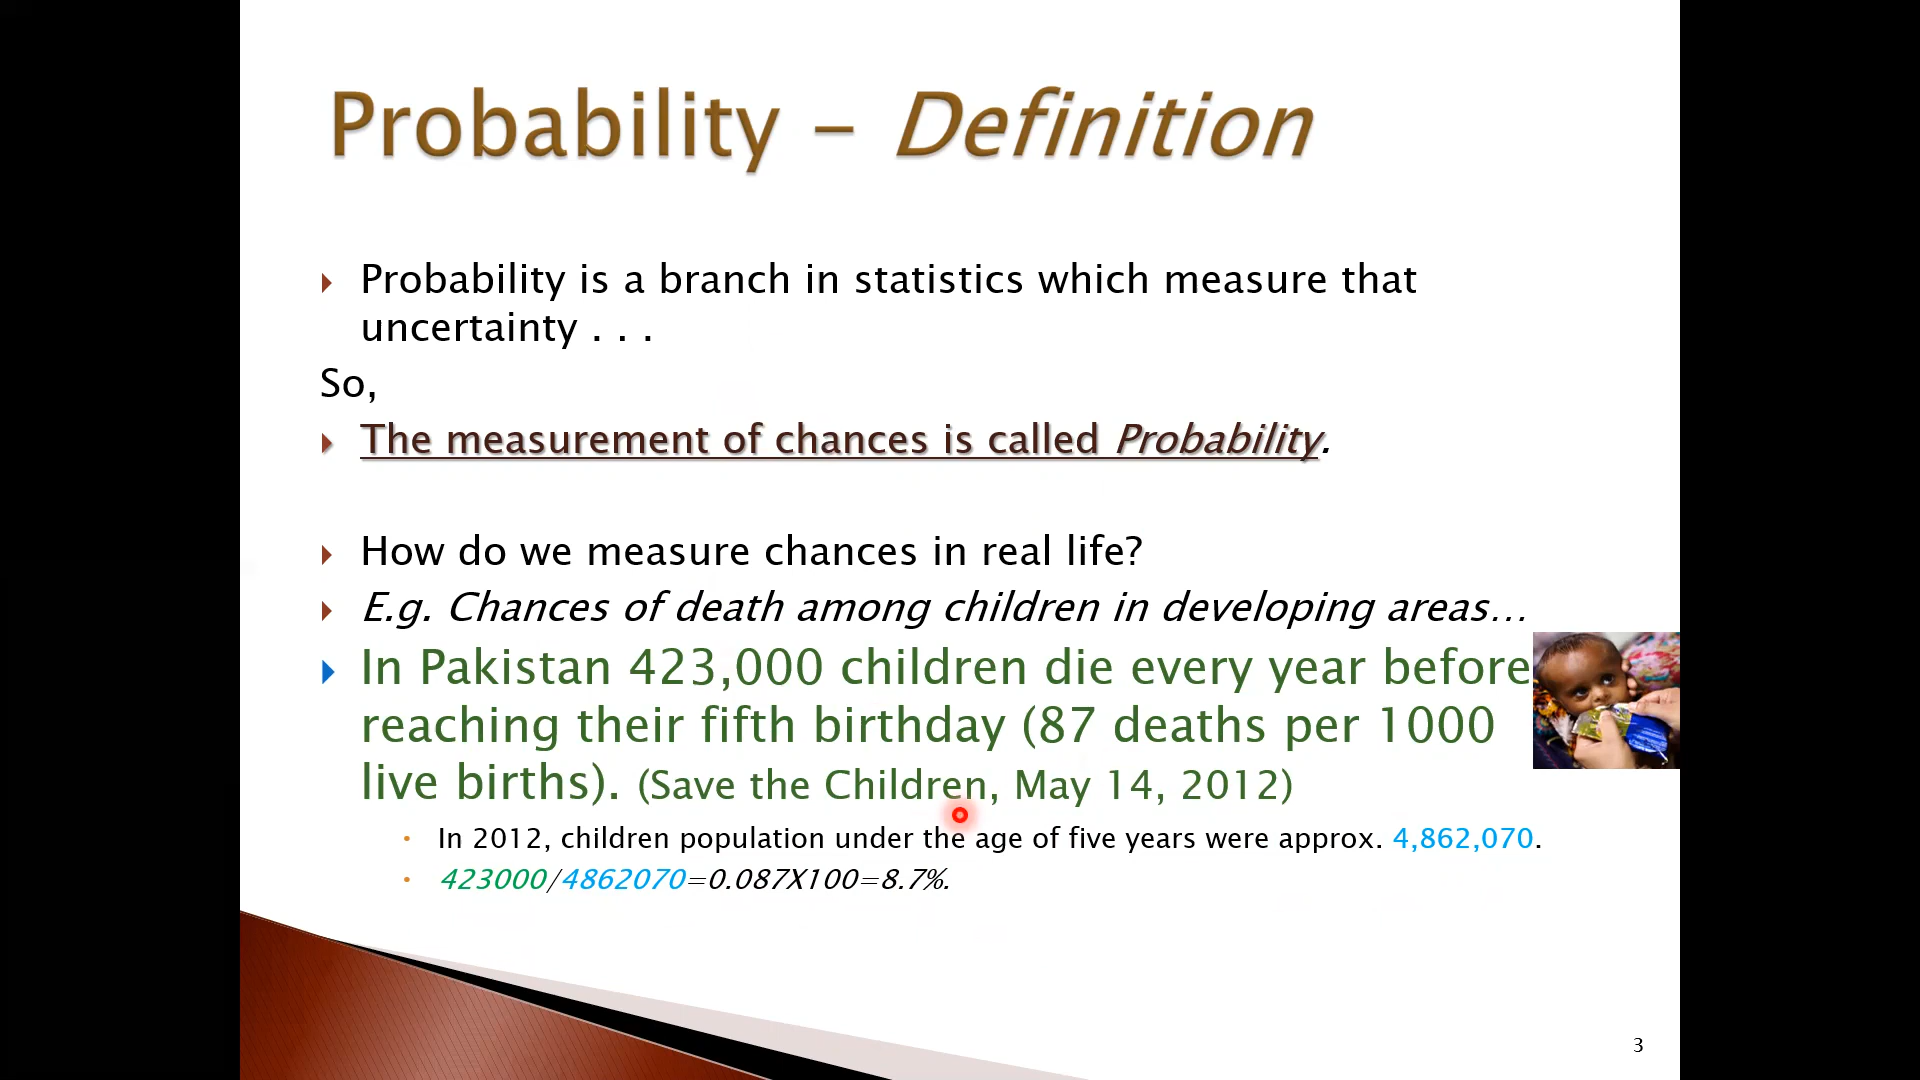 Probability - Definition
Probability is a branch in statistics which measure that
uncertainty . . .
So,
The measurement of chances is called Probability.
How do we measure chances in real life?
E.g. Chances of death among children in developing areas…
In Pakistan 423,000 children die every year before
reaching their fifth birthday (87 deaths per 1000
live births). (Save the Children, May 14, 2012)
In 2012, children population under the age of five years were approx. 4,862,070.
423000/4862070=0.087X100=8.7%.
3